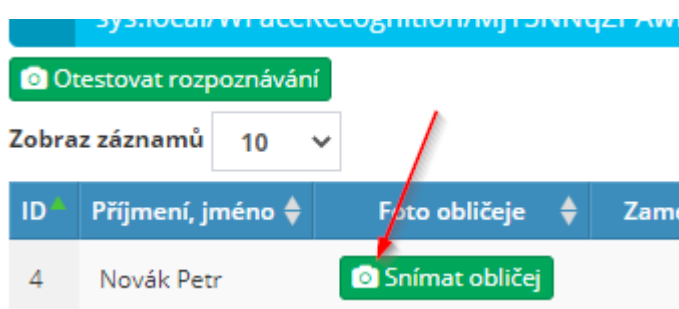 Otestovat rozpoznávání
Zobraz záznamů 10
ID Příjmení, jméno Foto obličeje
4 Novák Petr Snímat obličej